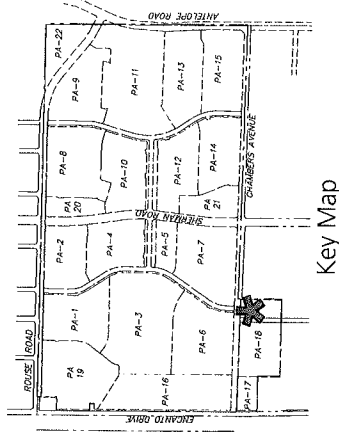 ANTELOPE ROAD
PA-22
PA-9
PA-11
PA-13
PA-15
PA-8
PA-10
PA-12
PA-14
PA
20
PA
21
CHAMBERS AVENUE
SHERMAN ROAD
PA-2
PA-4
PA-5
PA-7
ROUSE ROAD
PA-1
PA-3
PA-6
PA-18
PA
19
PA-16
PA-17
ENCANTO DRIVE
Key Map